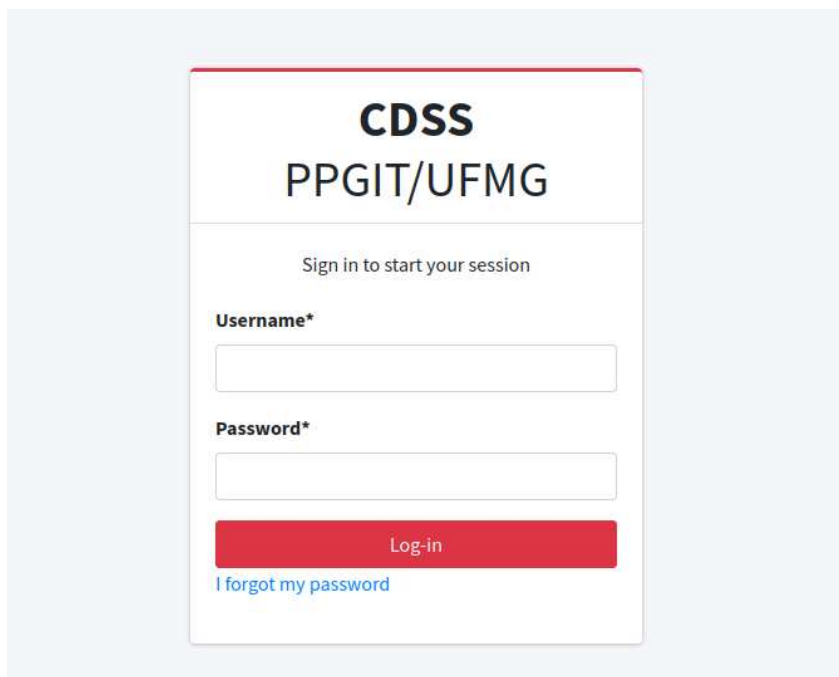 CDSS
PPGIT/UFMG
Sign in to start your session
Username*
Password*
Log-in
I forgot my password